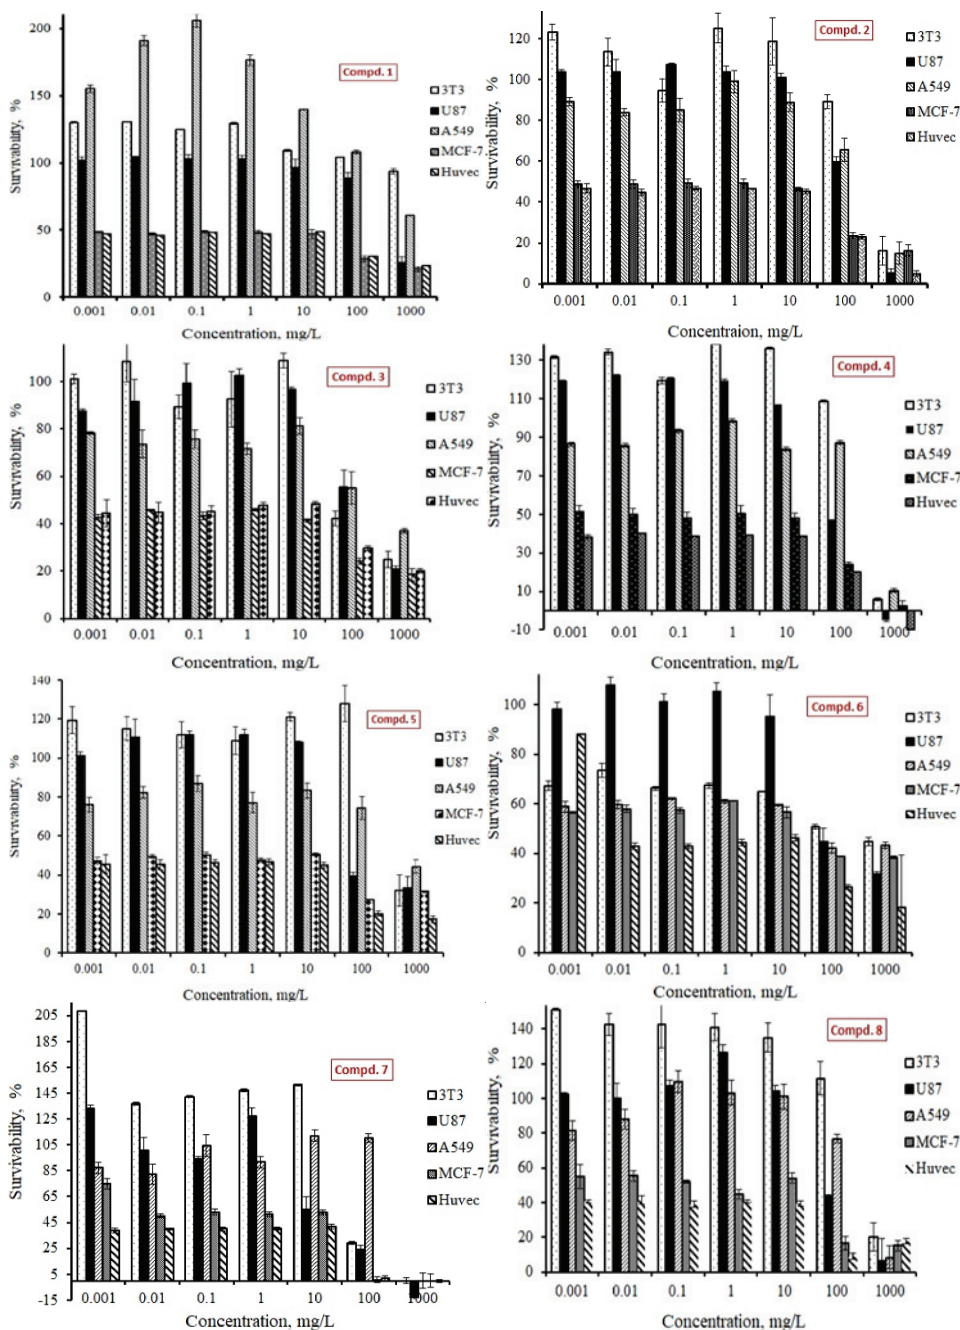 Compd. 1
Survivability, %
200
150
100
50
0
3T3
U87
A549
MCF-7
Huvec
0.001 0.01 0.1 1 10 100 1000
Concentration, mg/L
Compd. 2
Survivability, %
120
100
80
60
40
20
0
3T3
U87
A549
MCF-7
Huvec
0.001 0.01 0.1 1 10 100 1000
Concentraion, mg/L
Compd. 3
Survivability, %
100
80
60
40
20
0
3T3
U87
A549
MCF-7
Huvec
0.001 0.01 0.1 1 10 100 1000
Concentration, mg/L
Compd. 4
Survivability, %
130
110
90
70
50
30
10
-10
3T3
U87
A549
MCF-7
Huvec
0.001 0.01 0.1 1 10 100 1000
Concentration, mg/L
Compd. 5
Survivability, %
140
120
100
80
60
40
20
0
3T3
U87
A549
MCF-7
Huvec
0.001 0.01 0.1 1 10 100 1000
Concentration, mg/L
Compd. 6
Survivability, %
100
80
60
40
20
0
3T3
U87
A549
MCF-7
Huvec
0.001 0.01 0.1 1 10 100 1000
Concentration, mg/L
Compd. 7
Survivability, %
205
185
165
145
125
105
85
65
45
25
5
-15
3T3
U87
A549
MCF-7
Huvec
0.001 0.01 0.1 1 10 100 1000
Concentration, mg/L
Compd. 8
Survivability, %
140
120
100
80
60
40
20
0
3T3
U87
A549
MCF-7
Huvec
0.001 0.01 0.1 1 10 100 1000
Concentration, mg/L